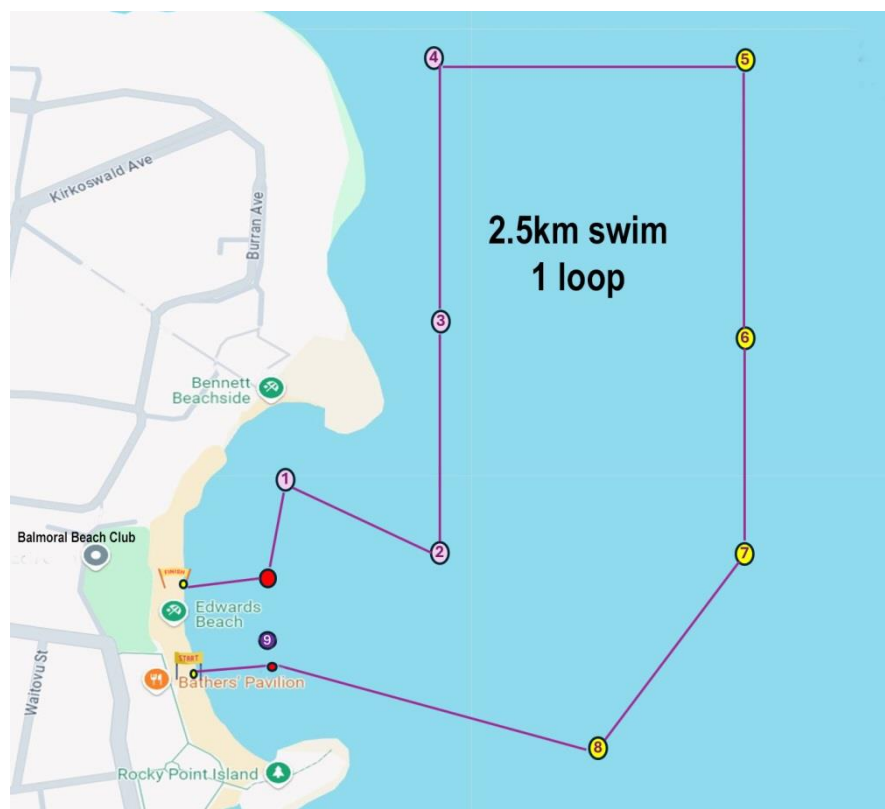 4
5
Kirkoswald Ave
Burran Ave
2.5km swim
1 loop
3
6
Bennett
Beachside
1
2
7
Balmoral Beach Club
FINISH
Edwards
Beach
9
START
Bathers' Pavilion
Waitovu St
8
Rocky Point Island